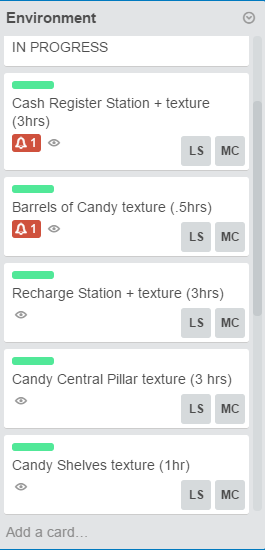 Environment
IN PROGRESS
Cash Register Station + texture
(3hrs)
1
LS MC
Barrels of Candy texture (.5hrs)
1
LS MC
Recharge Station + texture (3hrs)
LS MC
Candy Central Pillar texture (3 hrs)
LS MC
Candy Shelves texture (1hr)
LS MC
Add a card…